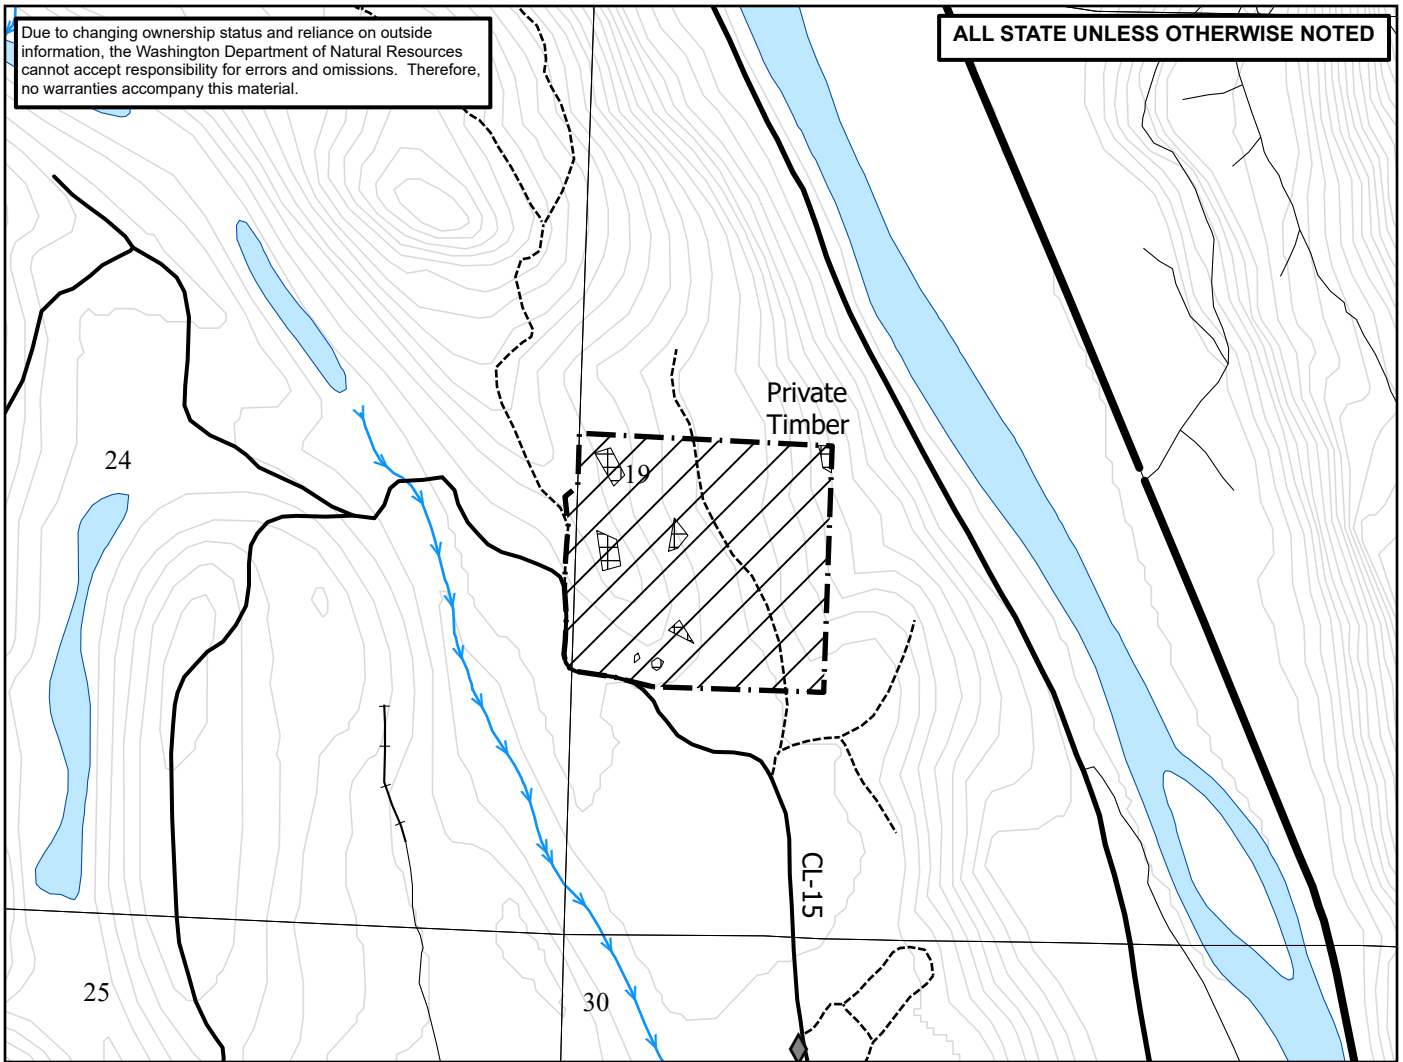 Due to changing ownership status and reliance on outside
information, the Washington Department of Natural Resources
cannot accept responsibility for errors and omissions.  Therefore,
no warranties accompany this material.
ALL STATE UNLESS OTHERWISE NOTED
Private
Timber
24
19
CL-15
25
30